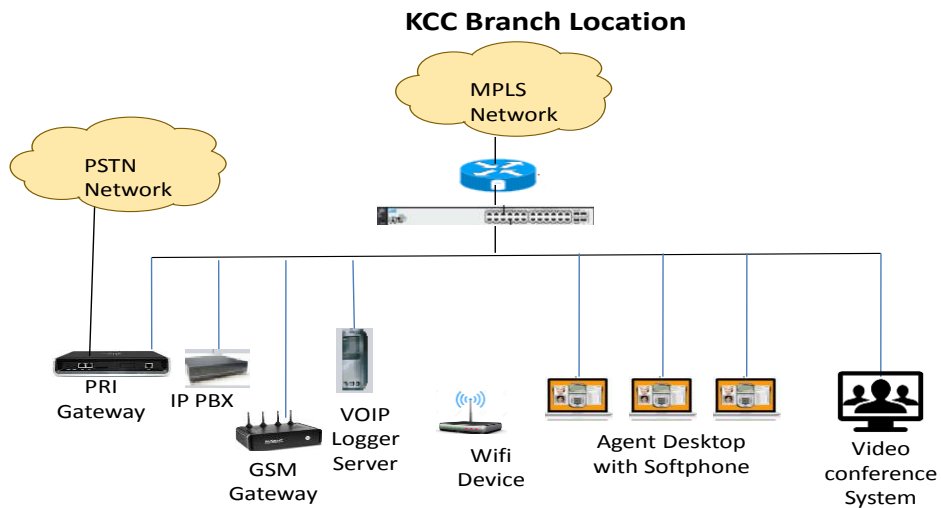 KCC Branch Location
MPLS
Network
PSTN
Network
PRI
Gateway
IP PBX
GSM
Gateway
VOIP
Logger
Server
Wifi
Device
Agent Desktop
with Softphone
Video
conference
System